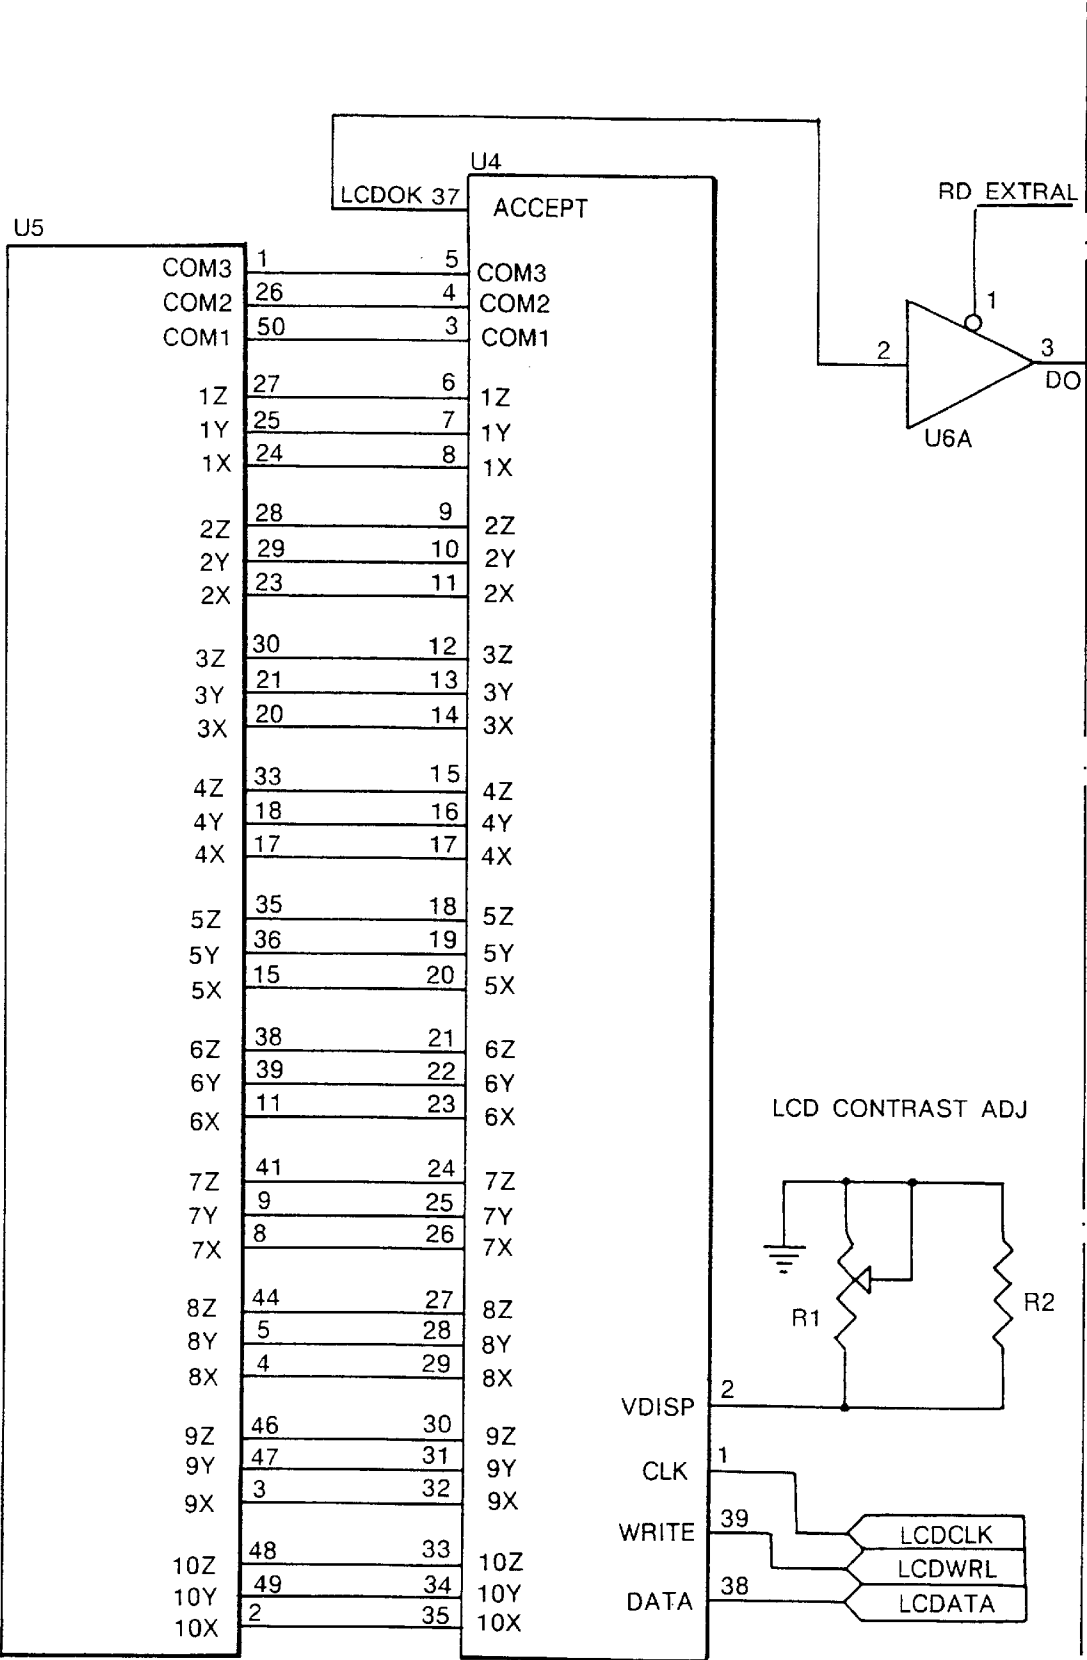 U4
LCDOK 37 ACCEPT
RD EXTRAL
U5
COM3 1 5 COM3
COM2 26 4 COM2
COM1 50 3 COM1
1
2
3
DO
U6A
1Z 27 6 1Z
1Y 25 7 1Y
1X 24 8 1X
2Z 28 9 2Z
2Y 29 10 2Y
2X 23 11 2X
3Z 30 12 3Z
3Y 21 13 3Y
3X 20 14 3X
4Z 33 15 4Z
4Y 18 16 4Y
4X 17 17 4X
5Z 35 18 5Z
5Y 36 19 5Y
5X 15 20 5X
6Z 38 21 6Z
6Y 39 22 6Y
6X 11 23 6X
LCD CONTRAST ADJ
7Z 41 24 7Z
7Y 9 25 7Y
7X 8 26 7X
R1
R2
8Z 44 27 8Z
8Y 5 28 8Y
8X 4 29 8X
VDISP 2
9Z 46 30 9Z
9Y 47 31 9Y
9X 3 32 9X
CLK 1
WRITE 39
DATA 38
LCDCLK
LCDWRL
LCDATA
10Z 48 33 10Z
10Y 49 34 10Y
10X 2 35 10X